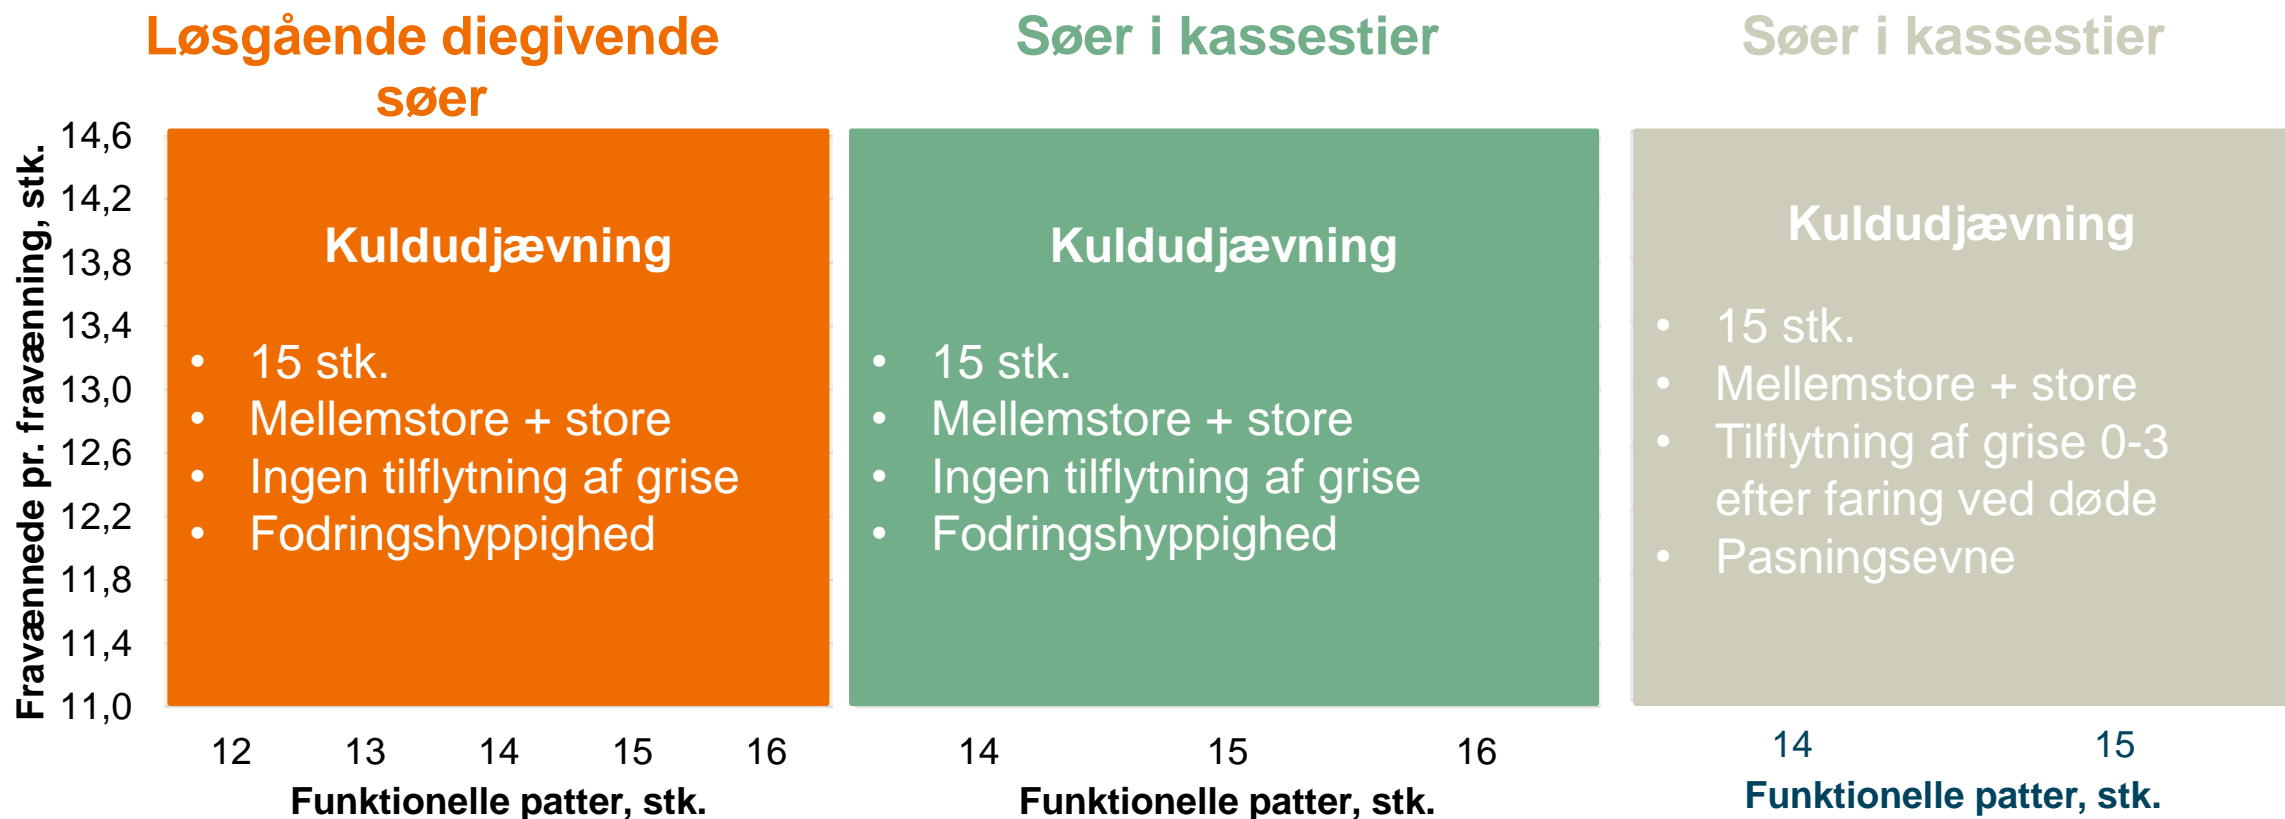 Løsgående diegivende
søer
Søer i kassestier
Søer i kassestier
Fravænnede pr. fravænning, stk.
14,6
14,2
13,8
13,4
13,0
12,6
12,2
11,8
11,4
11,0
Kuldudjævning
• 15 stk.
• Mellemstore + store
• Ingen tilflytning af grise
• Fodringshyppighed
12 13 14 15 16
Funktionelle patter, stk.
Kuldudjævning
• 15 stk.
• Mellemstore + store
• Ingen tilflytning af grise
• Fodringshyppighed
14 15 16
Funktionelle patter, stk.
Kuldudjævning
• 15 stk.
• Mellemstore + store
• Tilflytning af grise 0-3
efter faring ved døde
• Pasningsevne
14 15
Funktionelle patter, stk.